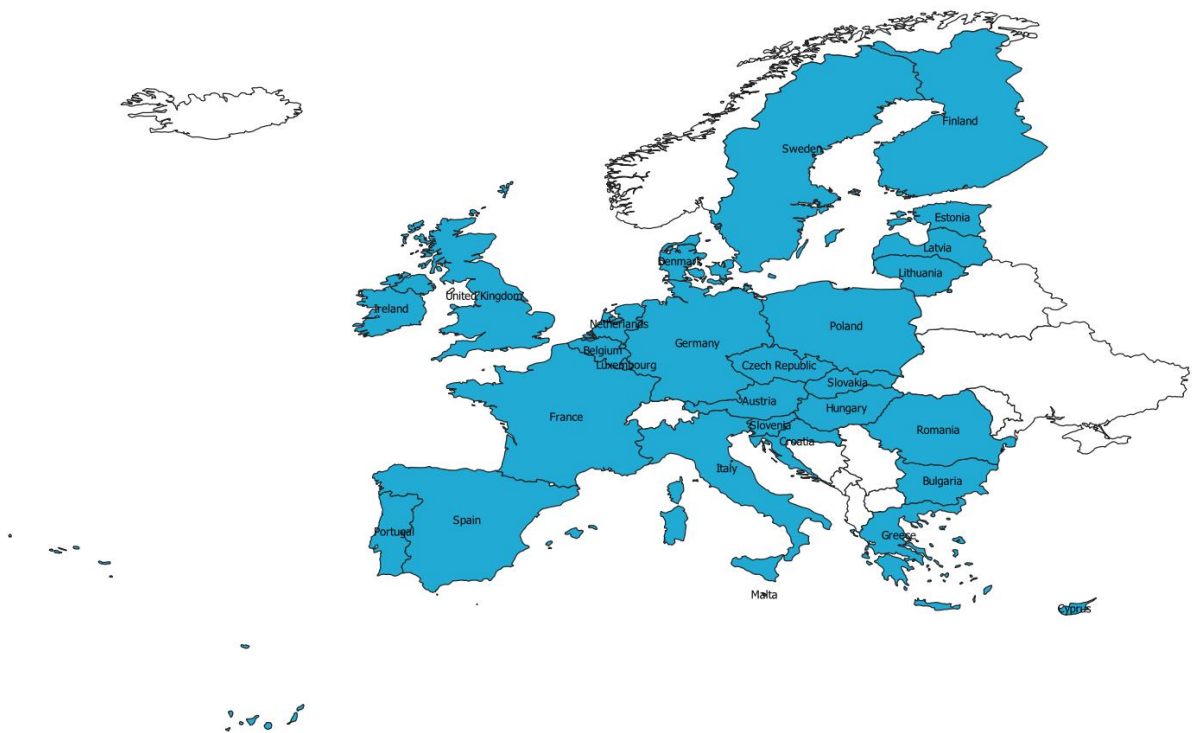 Finland
Sweden
Estonia
Latvia
Denmark
Lithuania
United Kingdom
Ireland
Netherlands
Poland
Germany
Belgium
Luxembourg
Czech Republic
Slovakia
Austria
Hungary
France
Slovenia
Romania
Croatia
Italy
Bulgaria
Spain
Portugal
Greece
Malta
Cyprus